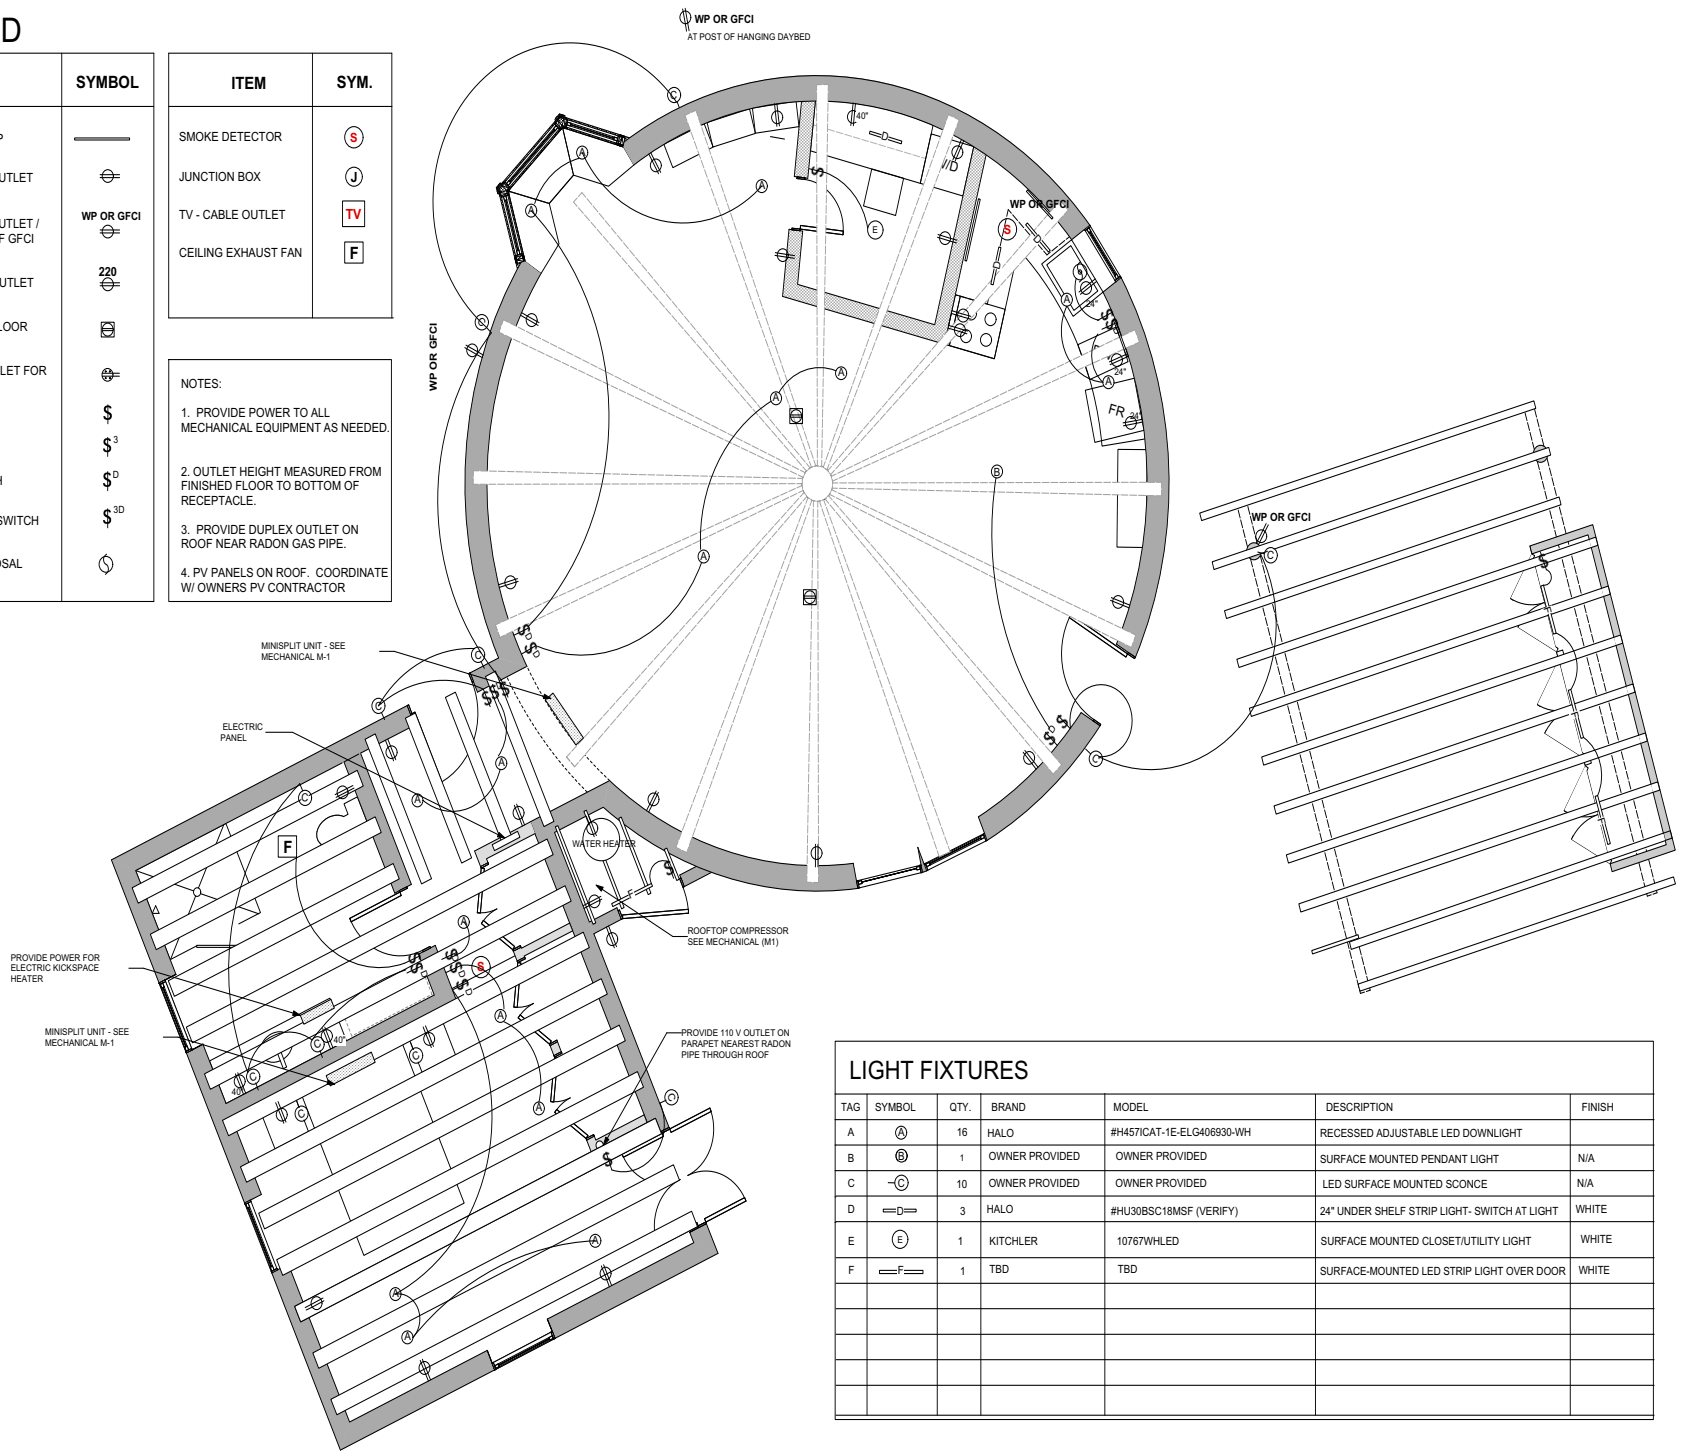 D
SYMBOL
P
UTLET
UTLET /
F GFCI
WP OR GFCI
UTLET
220
LOOR
LET FOR
$
$3
H
$D
SWITCH
$3D
OSAL
ITEM
SYM.
SMOKE DETECTOR
S
JUNCTION BOX
J
TV - CABLE OUTLET
TV
CEILING EXHAUST FAN
F
NOTES:
1. PROVIDE POWER TO ALL
MECHANICAL EQUIPMENT AS NEEDED.
2. OUTLET HEIGHT MEASURED FROM
FINISHED FLOOR TO BOTTOM OF
RECEPTACLE.
3. PROVIDE DUPLEX OUTLET ON
ROOF NEAR RADON GAS PIPE.
4. PV PANELS ON ROOF. COORDINATE
W/ OWNERS PV CONTRACTOR
WP OR GFCI
AT POST OF HANGING DAYBED
WP OR GFCI
40"
D
W/D
E
WP OR GFCI
S
24"
24"
FR
24"
A
B
C
WP OR GFCI
MINISPLIT UNIT - SEE
MECHANICAL M-1
ELECTRIC
PANEL
F
WATER HEATER
F
ROOFTOP COMPRESSOR
SEE MECHANICAL (M1)
PROVIDE POWER FOR
ELECTRIC KICKSPACE
HEATER
S
MINISPLIT UNIT - SEE
MECHANICAL M-1
40"
40"
PROVIDE 110 V OUTLET ON
PARAPET NEAREST RADON
PIPE THROUGH ROOF
LIGHT FIXTURES
TAG SYMBOL QTY. BRAND MODEL DESCRIPTION FINISH
A A 16 HALO #H457ICAT-1E-ELG406930-WH RECESSED ADJUSTABLE LED DOWNLIGHT
B B 1 OWNER PROVIDED OWNER PROVIDED SURFACE MOUNTED PENDANT LIGHT N/A
C C 10 OWNER PROVIDED OWNER PROVIDED LED SURFACE MOUNTED SCONCE N/A
D D 3 HALO #HU30BSC18MSF (VERIFY) 24" UNDER SHELF STRIP LIGHT- SWITCH AT LIGHT WHITE
E E 1 KITCHLER 10767WHLED SURFACE MOUNTED CLOSET/UTILITY LIGHT WHITE
F F 1 TBD TBD SURFACE-MOUNTED LED STRIP LIGHT OVER DOOR WHITE